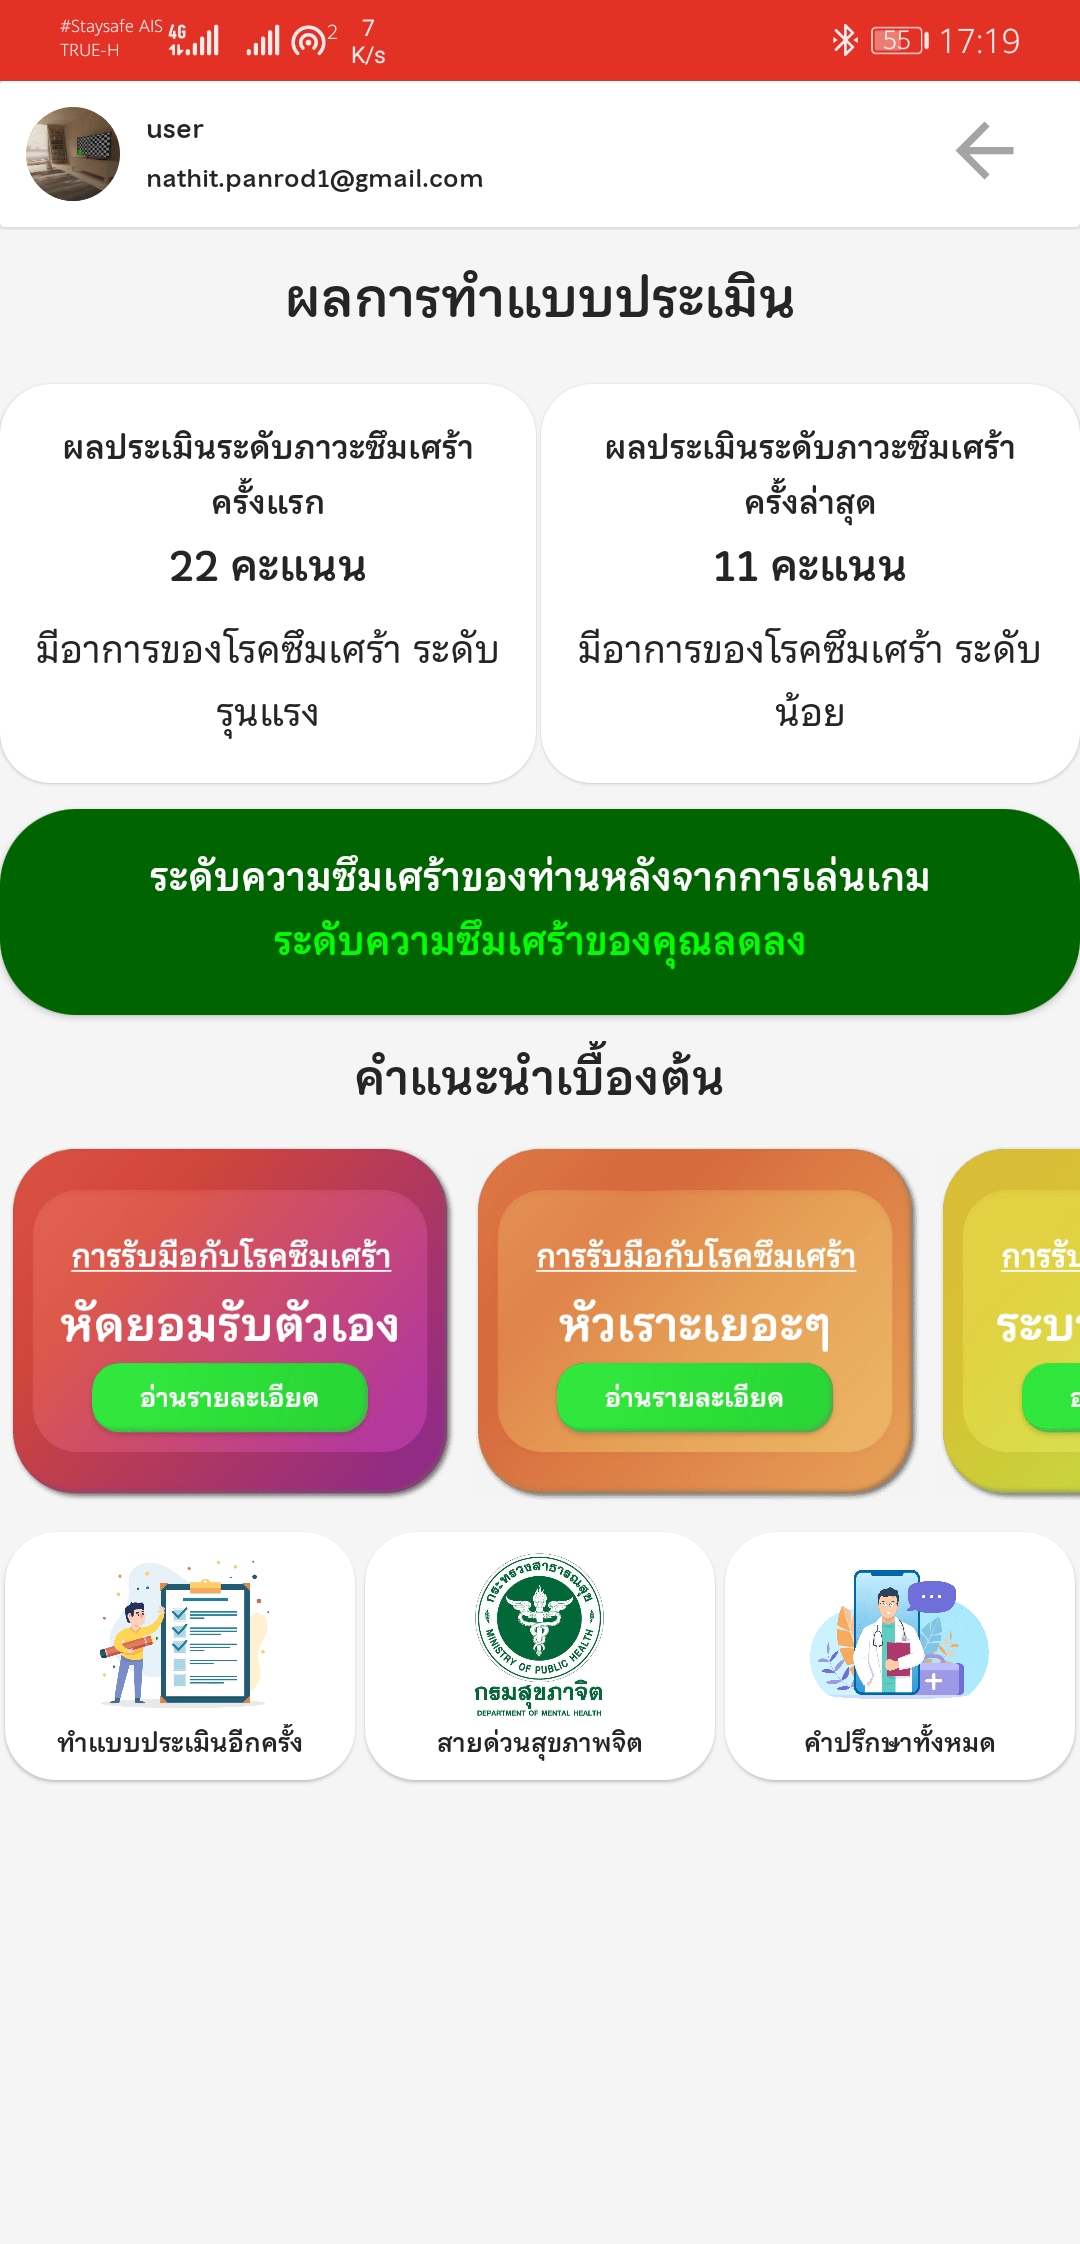 #Staysafe AIS 4G 2 7 55 17:19
TRUE-H K/s
user
nathit.panrod1@gmail.com
ผลการทำแบบประเมิน
ผลประเมินระดับภาวะซึมเศร้า
ครั้งแรก
22 คะแนน
มีอาการของโรคซึมเศร้า ระดับ
รุนแรง
ผลประเมินระดับภาวะซึมเศร้า
ครั้งล่าสุด
11 คะแนน
มีอาการของโรคซึมเศร้า ระดับ
น้อย
ระดับความซึมเศร้าของท่านหลังจากการเล่นเกม
ระดับความซึมเศร้าของคุณลดลง
คำแนะนำเบื้องต้น
การรับมือกับโรคซึมเศร้า
หัดยอมรับตัวเอง
อ่านรายละเอียด
การรับมือกับโรคซึมเศร้า
หัวเราะเยอะๆ
อ่านรายละเอียด
การรับ
ระบ
ทำแบบประเมินอีกครั้ง
กระทรวงสาธารณสุข
MINISTRY OF PUBLIC HEALTH
กรมสุขภาจิต
DEPARTMENT OF MENTAL HEALTH
สายด่วนสุขภาพจิต
คำปรึกษาทั้งหมด